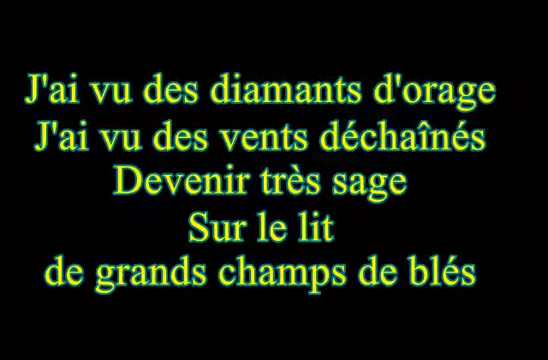 J'ai vu des diamants d'orage
J'ai vu des vents déchaînés
Devenir très sage
Sur le lit
de grands champs de blés